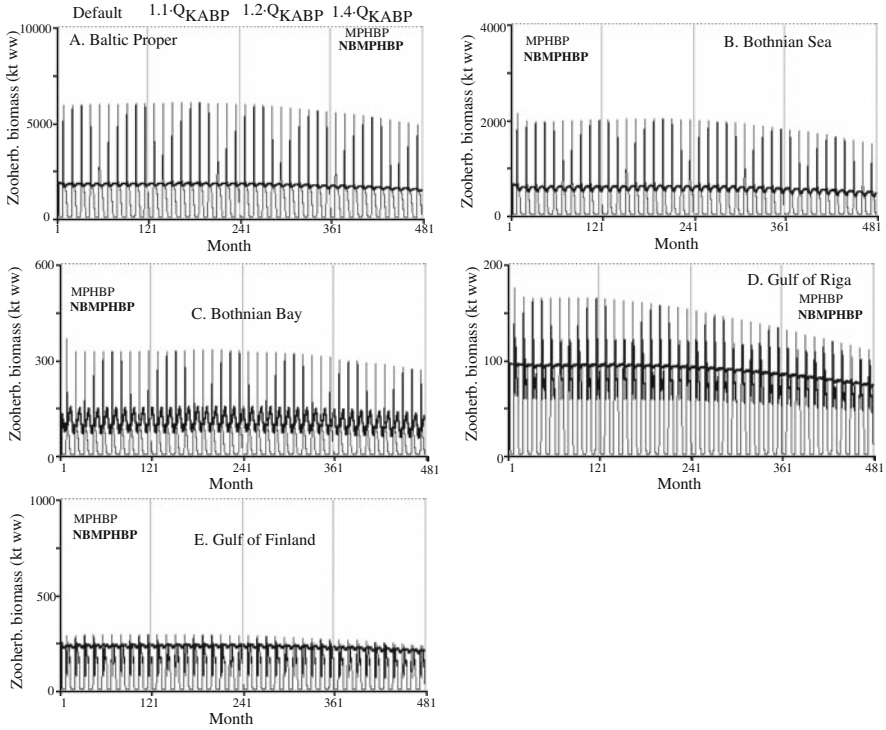 Default 1.1·QKABP 1.2·QKABP 1.4·QKABP
A. Baltic Proper
MPHBP
NBMPHBP
Zooherb. biomass (kt ww)
10000
5000
0
1 121 241 361 481
Month
B. Bothnian Sea
MPHBP
NBMPHBP
Zooherb. biomass (kt ww)
4000
2000
0
1 121 241 361 481
Month
C. Bothnian Bay
MPHBP
NBMPHBP
Zooherb. biomass (kt ww)
600
300
0
1 121 241 361 481
Month
D. Gulf of Riga
MPHBP
NBMPHBP
Zooherb. biomass (kt ww)
200
100
0
1 121 241 361 481
Month
E. Gulf of Finland
MPHBP
NBMPHBP
Zooherb. biomass (kt ww)
1000
500
0
1 121 241 361 481
Month